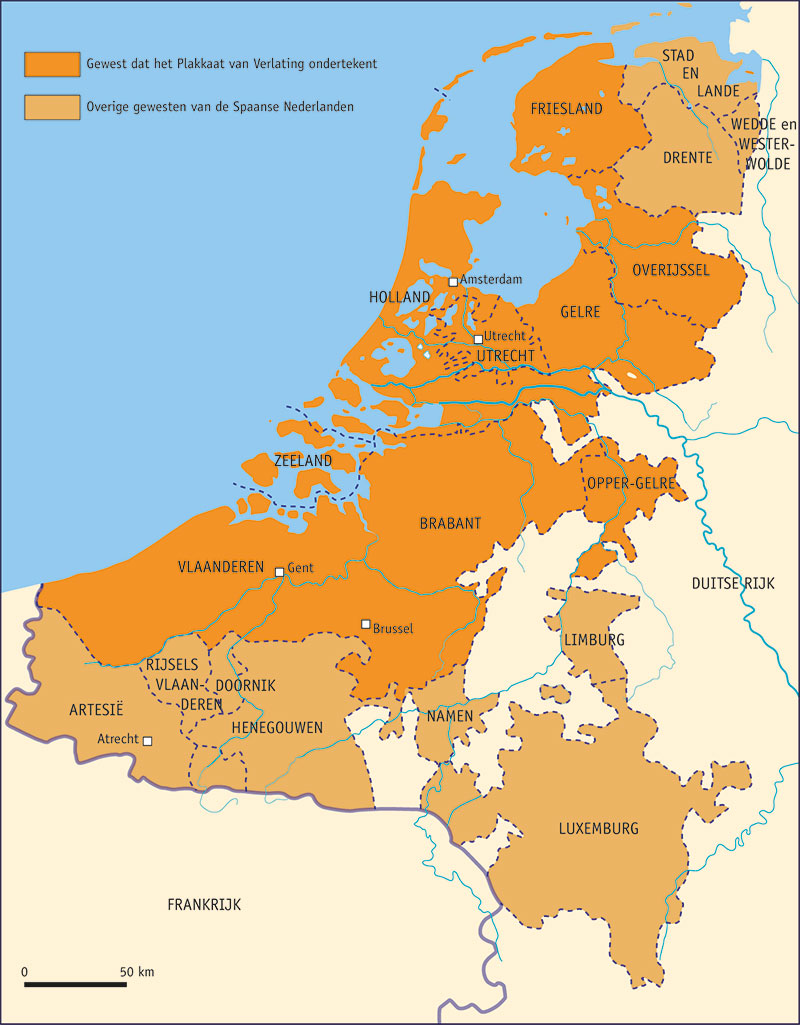 Gewest dat het Plakkaat van Verlating ondertekent
Overige gewesten van de Spaanse Nederlanden
STAD
EN
LANDE
FRIESLAND
WEDDE en
WESTER-
WOLDE
DRENTE
OVERIJSSEL
Amsterdam
HOLLAND
GELRE
Utrecht
UTRECHT
ZEELAND
OPPER-GELRE
BRABANT
VLAANDEREN
Gent
DUITSE RIJK
Brussel
LIMBURG
RIJSELS
VLAAN-
DEREN
DOORNIK
ARTESIË
NAMEN
HENEGOUWEN
Atrecht
LUXEMBURG
FRANKRIJK
0 50 km